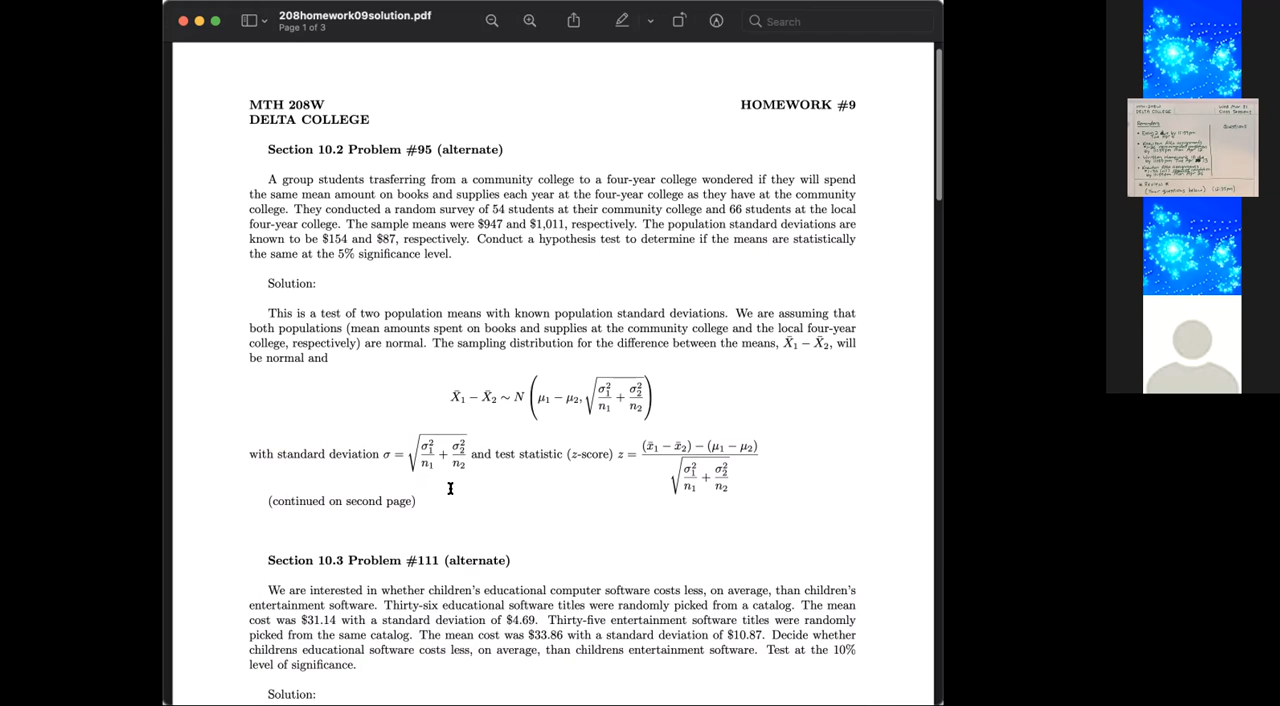 208homework09solution.pdf
Page 1 of 3
Search
MTH 208W
HOMEWORK #9
DELTA COLLEGE
Section 10.2 Problem #95 (alternate)
A group students trasferring from a community college to a four-year college wondered if they will spend
the same mean amount on books and supplies each year at the four-year college as they have at the community
college. They conducted a random survey of 54 students at their community college and 66 students at the local
four-year college. The sample means were $947 and $1,011, respectively. The population standard deviations are
known to be $154 and $87, respectively. Conduct a hypothesis test to determine if the means are statistically
the same at the 5% significance level.
Solution:
This is a test of two population means with known population standard deviations. We are assuming that
both populations (mean amounts spent on books and supplies at the community college and the local four-year
college, respectively) are normal. The sampling distribution for the difference between the means, X̄₁ − X̄₂, will
be normal and
X̄₁ − X̄₂ ∼ N (μ₁ − μ₂, √(σ₁²/n₁ + σ₂²/n₂))
with standard deviation σ = √(σ₁²/n₁ + σ₂²/n₂) and test statistic (z-score) z = ((x̄₁ − x̄₂) − (μ₁ − μ₂)) / √(σ₁²/n₁ + σ₂²/n₂)
(continued on second page)
Section 10.3 Problem #111 (alternate)
We are interested in whether children's educational computer software costs less, on average, than children's
entertainment software. Thirty-six educational software titles were randomly picked from a catalog. The mean
cost was $31.14 with a standard deviation of $4.69. Thirty-five entertainment software titles were randomly
picked from the same catalog. The mean cost was $33.86 with a standard deviation of $10.87. Decide whether
childrens educational software costs less, on average, than childrens entertainment software. Test at the 10%
level of significance.
Solution:
MTH 208W
DELTA COLLEGE
Reminders
Questions